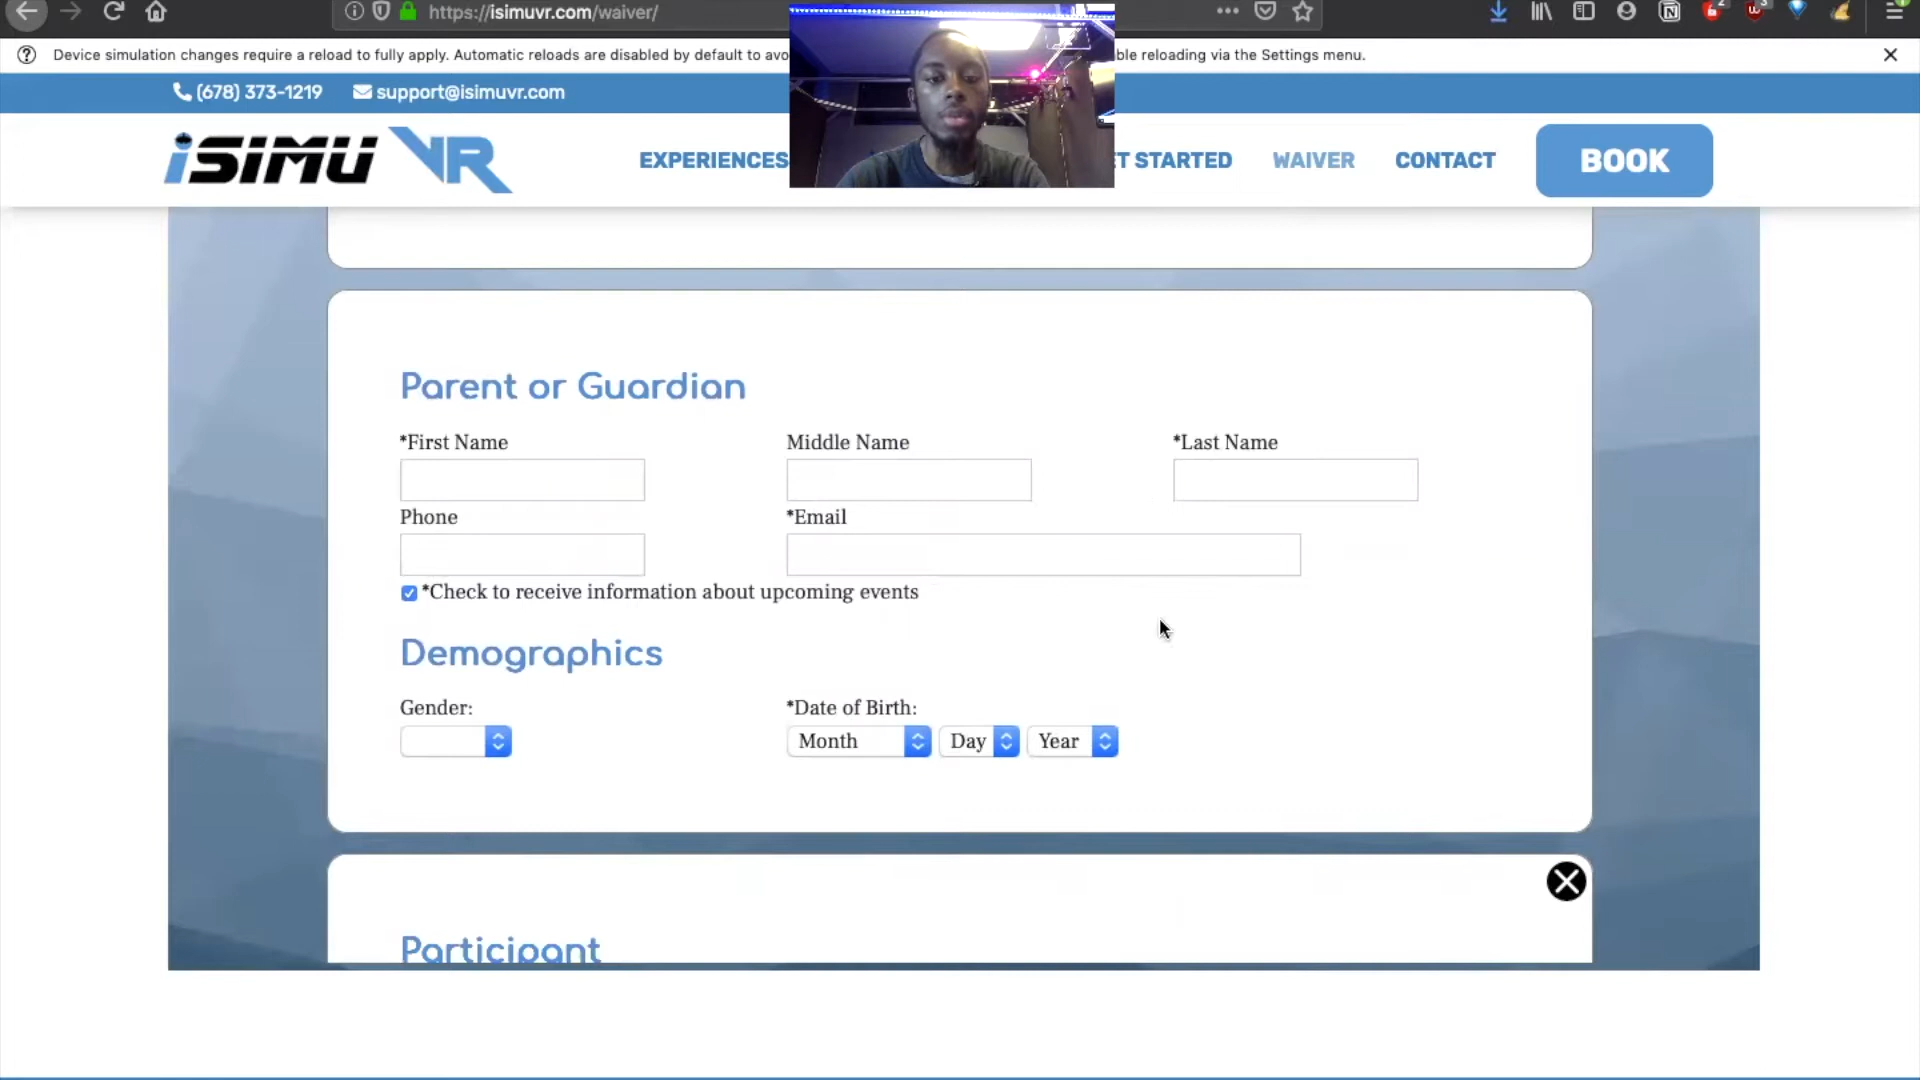 https://isimuvr.com/waiver/
Device simulation changes require a reload to fully apply. Automatic reloads are disabled by default to
reloading via the Settings menu.
(678) 373-1219
support@isimuvr.com
iSiMU VR
EXPERIENCES
STARTED
WAIVER
CONTACT
BOOK
Parent or Guardian
*First Name
Middle Name
*Last Name
Phone
*Email
*Check to receive information about upcoming events
Demographics
Gender:
*Date of Birth:
Month
Day
Year
Participant